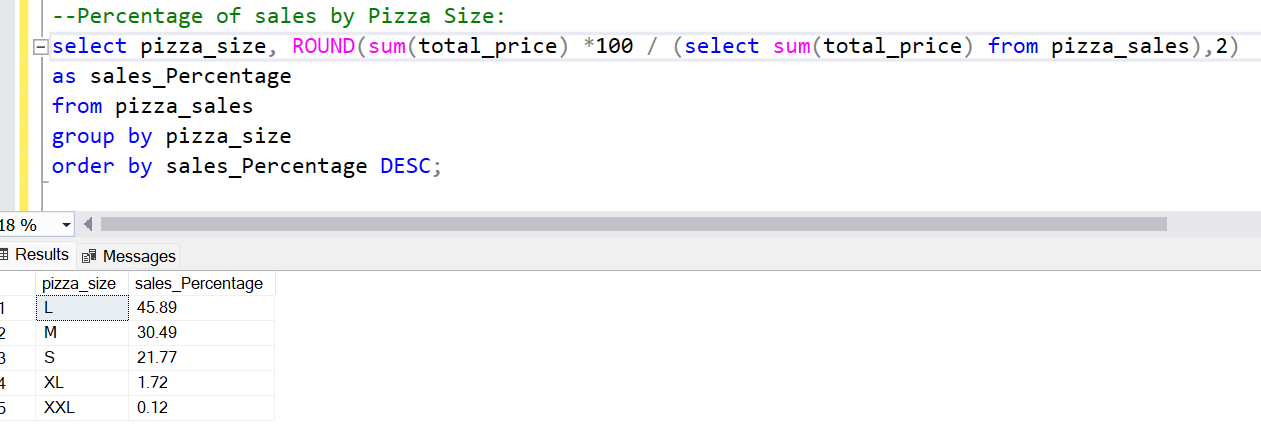 --Percentage of sales by Pizza Size:
select pizza_size, ROUND(sum(total_price) *100 / (select sum(total_price) from pizza_sales),2)
as sales_Percentage
from pizza_sales
group by pizza_size
order by sales_Percentage DESC;
18 %
Results Messages
pizza_size sales_Percentage
1 L 45.89
2 M 30.49
3 S 21.77
4 XL 1.72
5 XXL 0.12